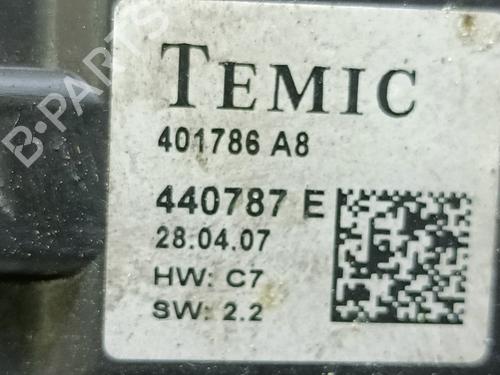 TEMIC
401786 A8
440787 E
28.04.07
HW: C7
SW: 2.2
B-PARTS